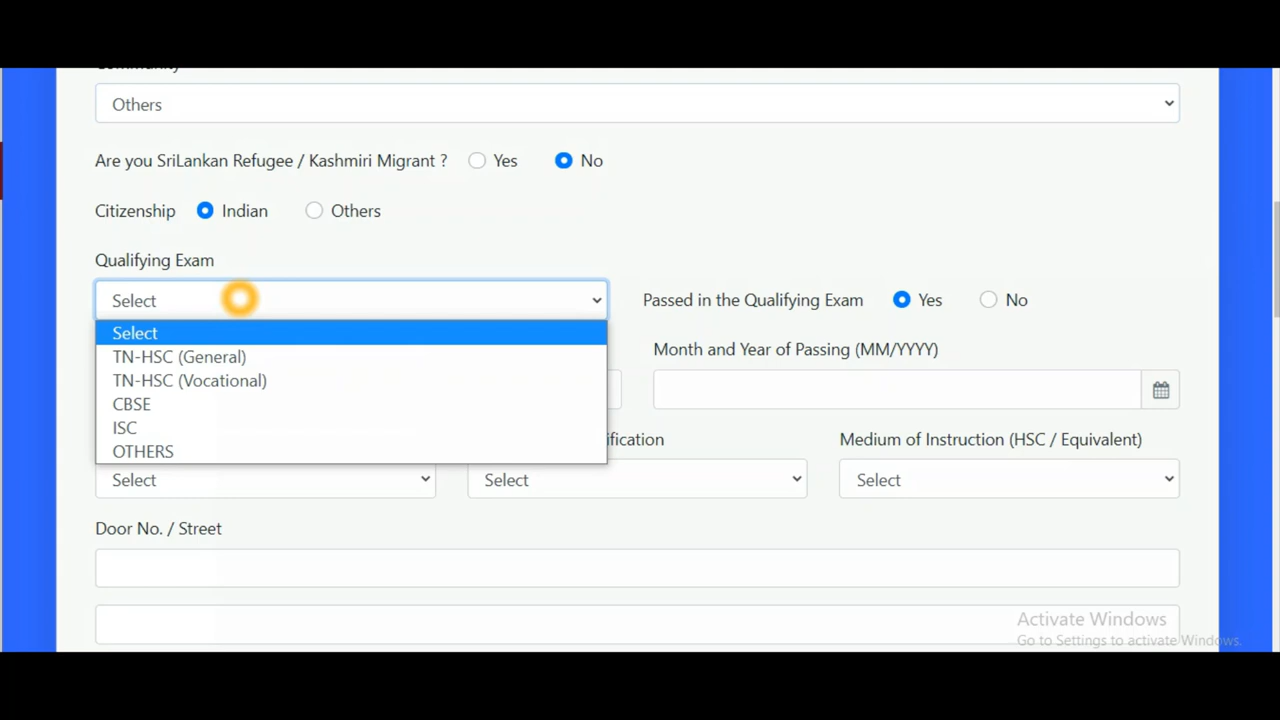 Others
Are you SriLankan Refugee / Kashmiri Migrant ? Yes No
Citizenship Indian Others
Qualifying Exam
Select Passed in the Qualifying Exam Yes No
Select
TN-HSC (General) Month and Year of Passing (MM/YYYY)
TN-HSC (Vocational)
CBSE
ISC
OTHERS Medium of Instruction (HSC / Equivalent)
Select Select Select
Door No. / Street
Activate Windows
Go to Settings to activate Windows.